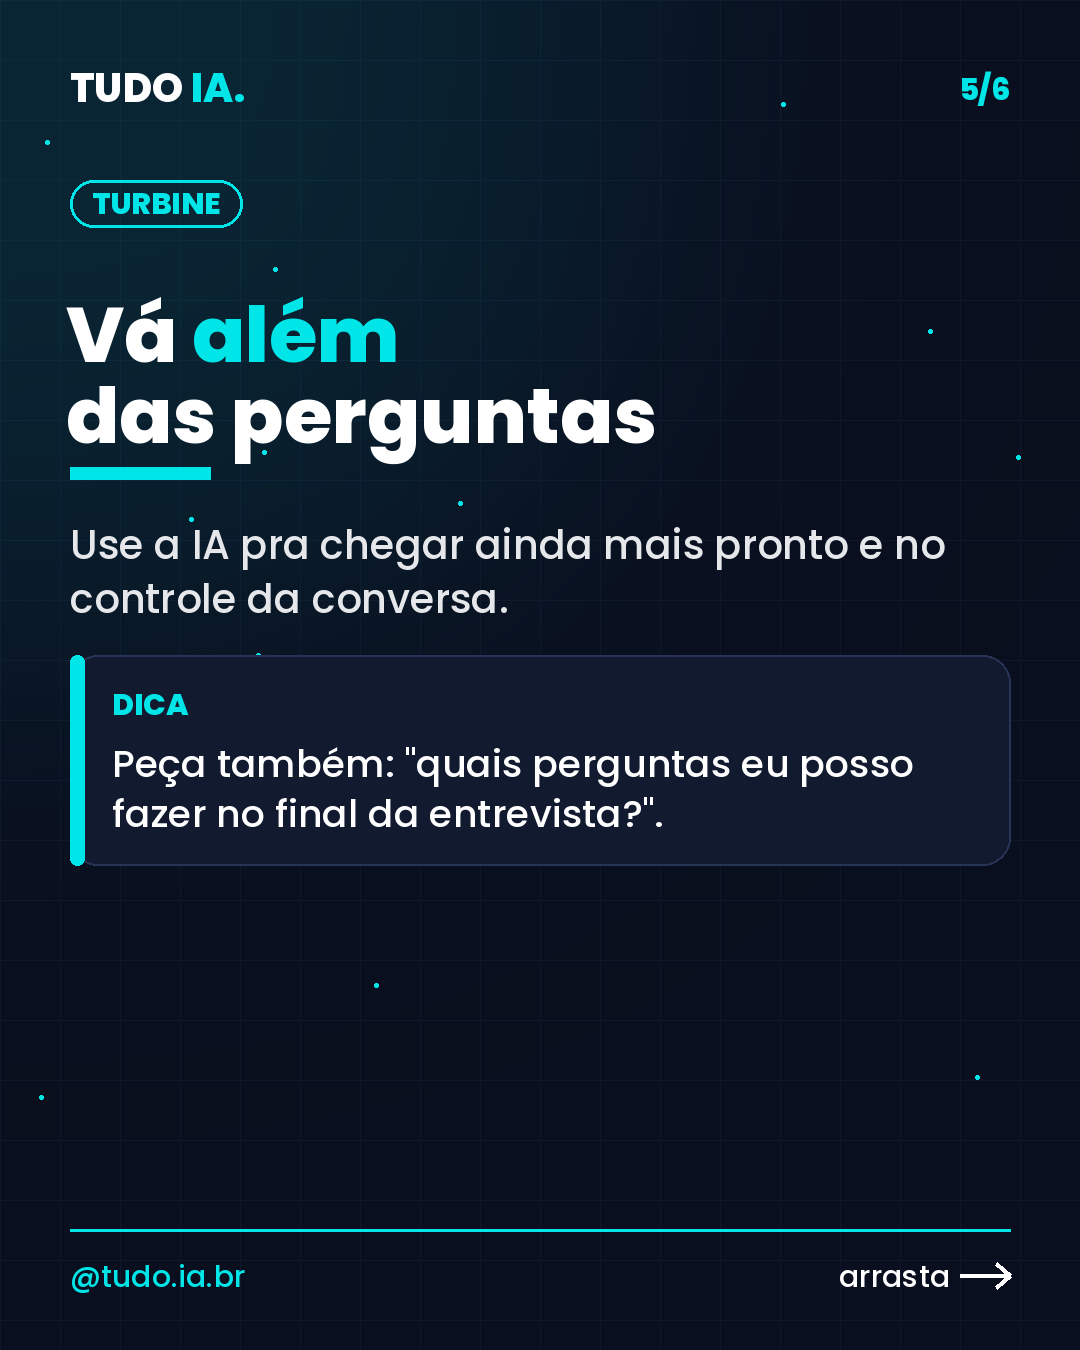 TUDO IA.
5/6
TURBINE
Vá além
das perguntas
Use a IA pra chegar ainda mais pronto e no
controle da conversa.
DICA
Peça também: "quais perguntas eu posso
fazer no final da entrevista?".
@tudo.ia.br
arrasta